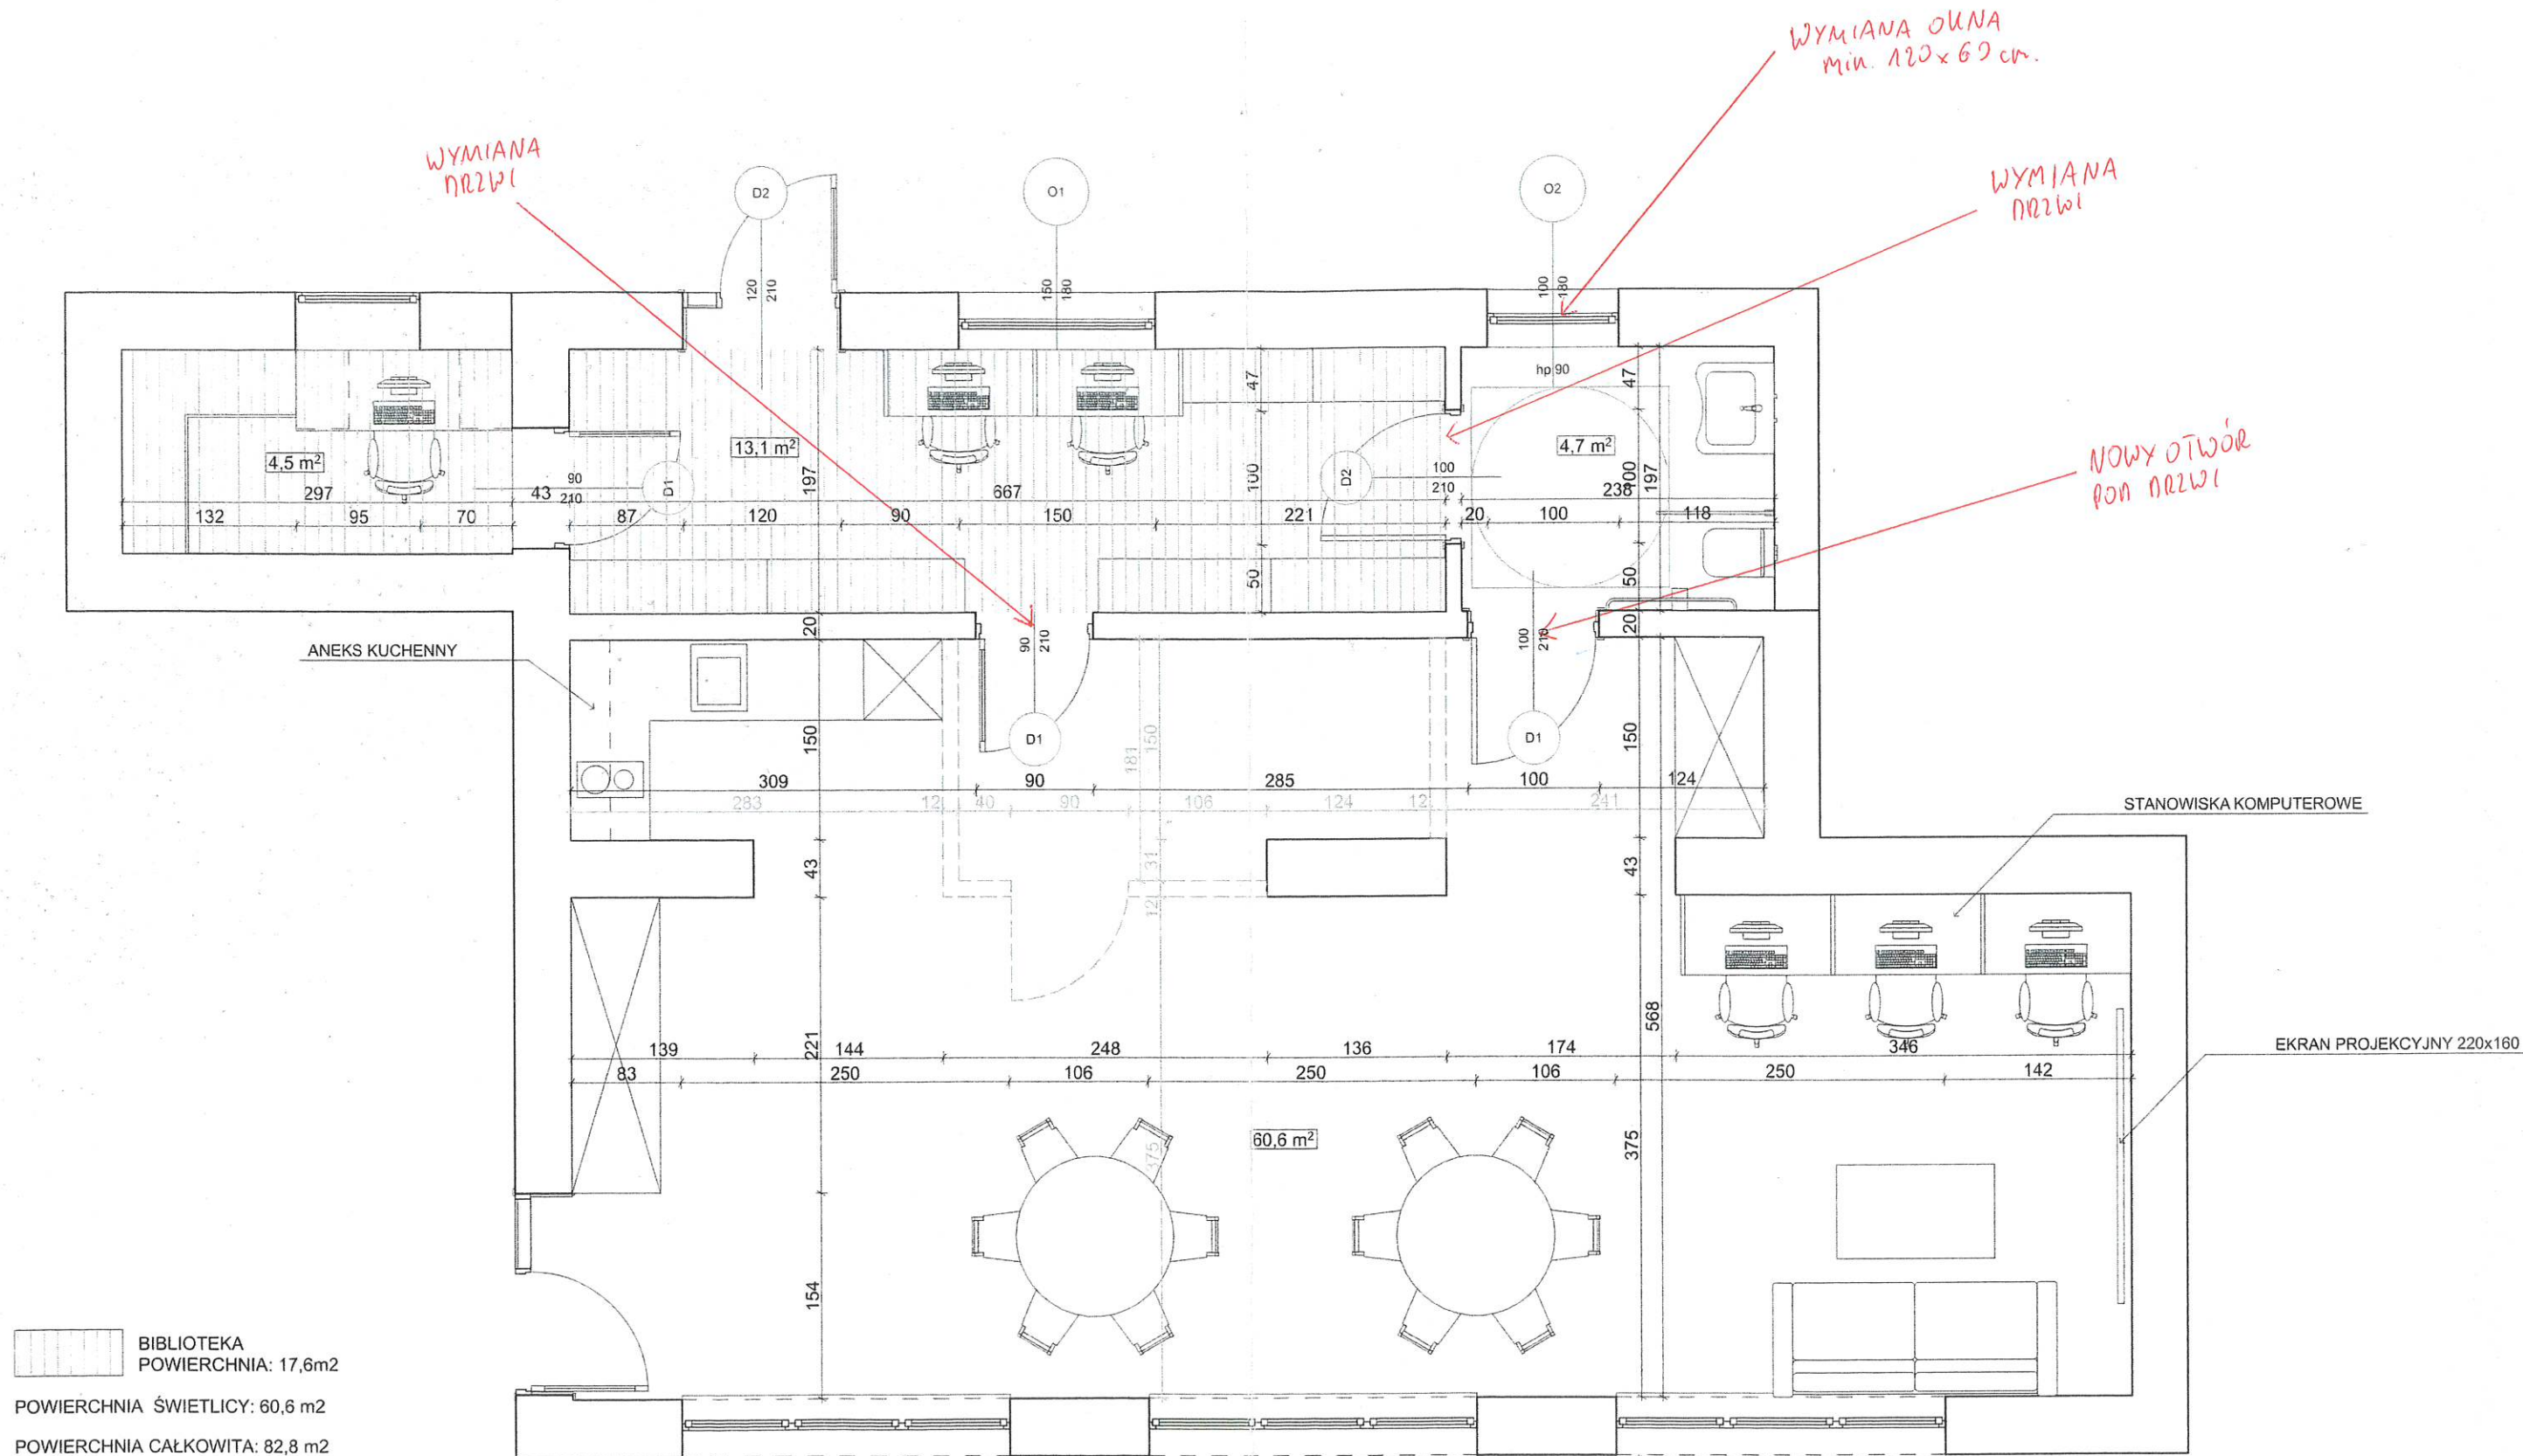 WYMIANA OKNA
min. 120 x 60 cm.
WYMIANA
DRZWI
WYMIANA
DRZWI
NOWY OTWÓR
POD DRZWI
D2
O1
O2
120
210
150
180
100
180
hp 90
47
47
4,5 m²
13,1 m²
4,7 m²
297
43
90
210
D1
197
667
100
D2
100
210
238
100
197
132
95
70
87
120
90
150
221
20
100
118
50
50
20
20
ANEKS KUCHENNY
90
210
100
210
150
D1
181
150
D1
150
309
90
285
100
124
283
12
40
90
106
124
12
241
STANOWISKA KOMPUTEROWE
43
31
43
12
221
568
139
144
248
136
174
346
EKRAN PROJEKCYJNY 220x160
83
250
106
250
106
250
142
60,6 m²
375
375
154
BIBLIOTEKA
POWIERCHNIA: 17,6m2
POWIERCHNIA ŚWIETLICY: 60,6 m2
POWIERCHNIA CAŁKOWITA: 82,8 m2